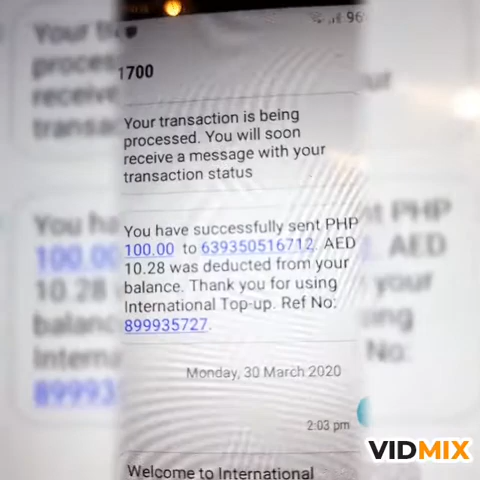 96
1700
Your transaction is being
processed. You will soon
receive a message with your
transaction status
You have successfully sent PHP
100.00 to 639350516712. AED
10.28 was deducted from your
balance. Thank you for using
International Top-up. Ref No:
899935727.
Monday, 30 March 2020
2:03 pm
Welcome to International
VIDMIX